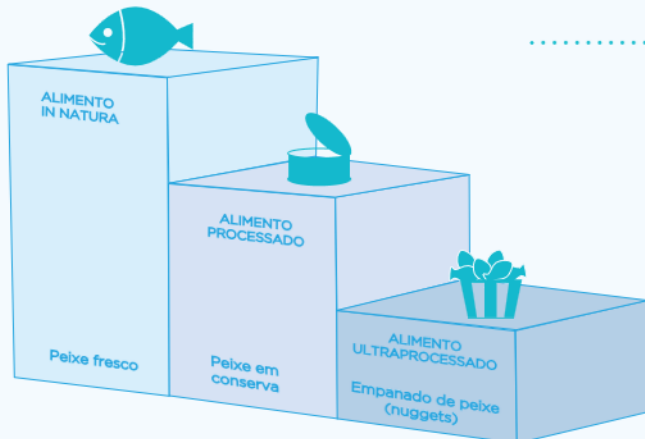 ALIMENTO
IN NATURA
Peixe fresco
ALIMENTO
PROCESSADO
Peixe em
conserva
ALIMENTO
ULTRAPROCESSADO
Empanado de peixe
(nuggets)